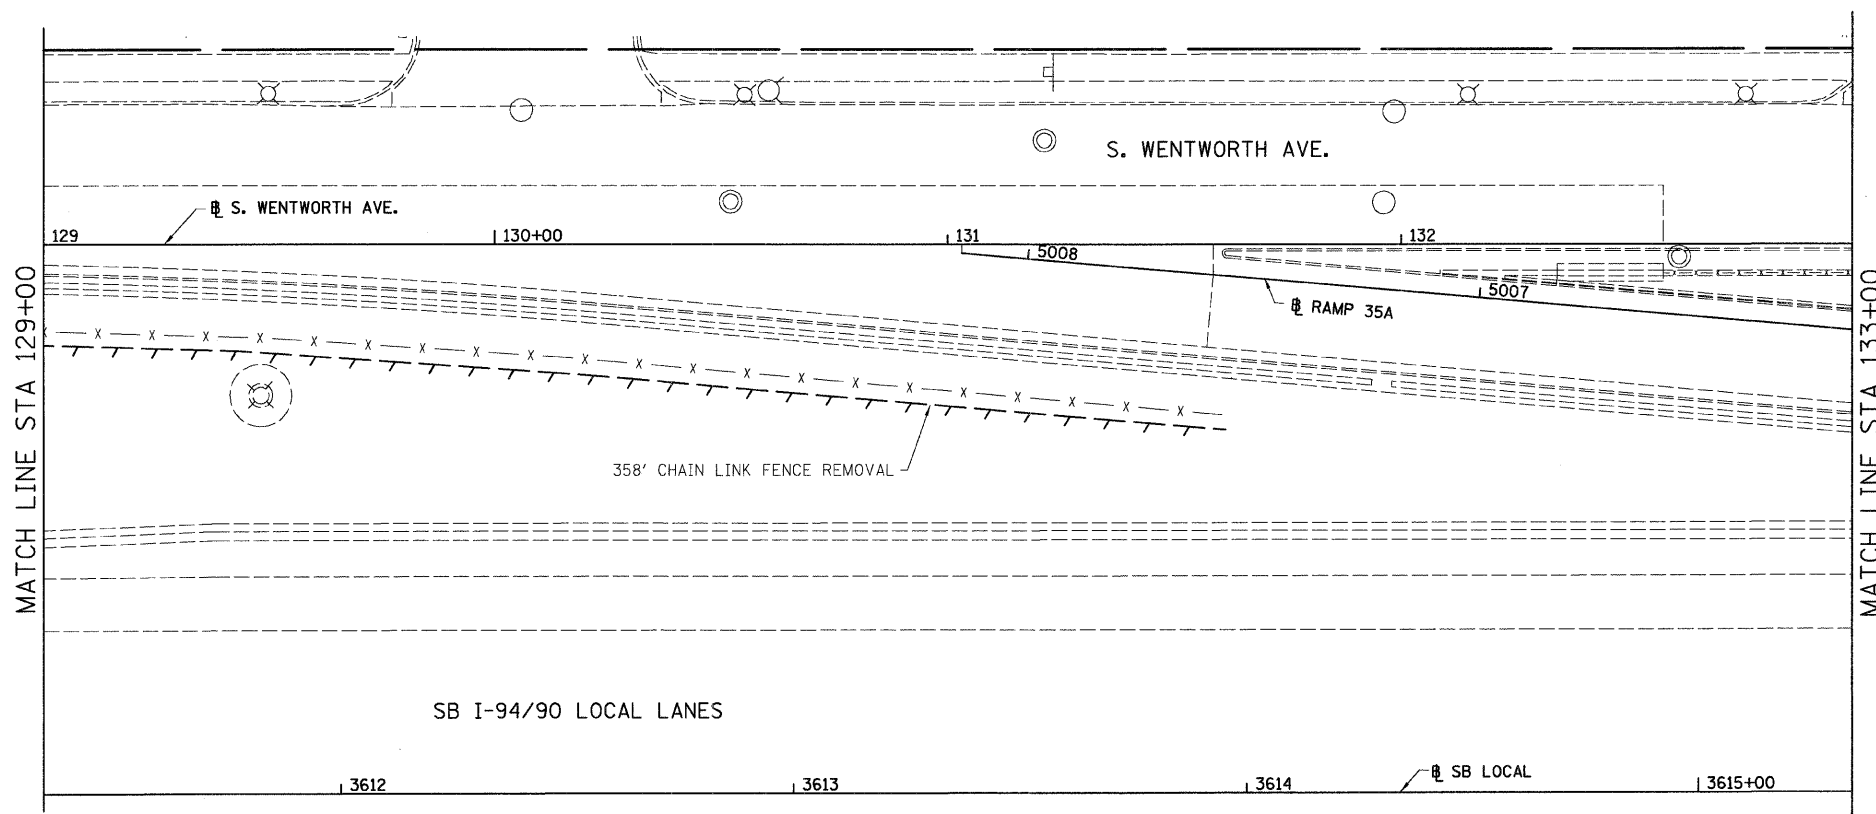 S. WENTWORTH AVE.
℄ S. WENTWORTH AVE.
129
130+00
131
132
5008
5007
℄ RAMP 35A
MATCH LINE STA 129+00
MATCH LINE STA 133+00
X X X X X X X X X X X X X X X X X X X X X X
358' CHAIN LINK FENCE REMOVAL
SB I-94/90 LOCAL LANES
℄ SB LOCAL
3612
3613
3614
3615+00